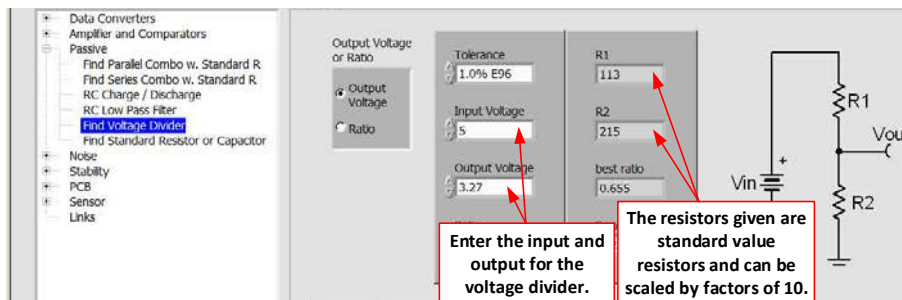 Data Converters
Amplifier and Comparators
Passive
Find Parallel Combo w. Standard R
Find Series Combo w. Standard R
RC Charge / Discharge
RC Low Pass Filter
Find Voltage Divider
Find Standard Resistor or Capacitor
Noise
Stability
PCB
Sensor
Links
Output Voltage
or Ratio
Output
Voltage
Ratio
Tolerance
1.0% E96
Input Voltage
5
Output Voltage
3.27
R1
113
R2
215
best ratio
0.655
Enter the input and
output for the
voltage divider.
The resistors given are
standard value
resistors and can be
scaled by factors of 10.
R1
Vou
+
Vin
R2